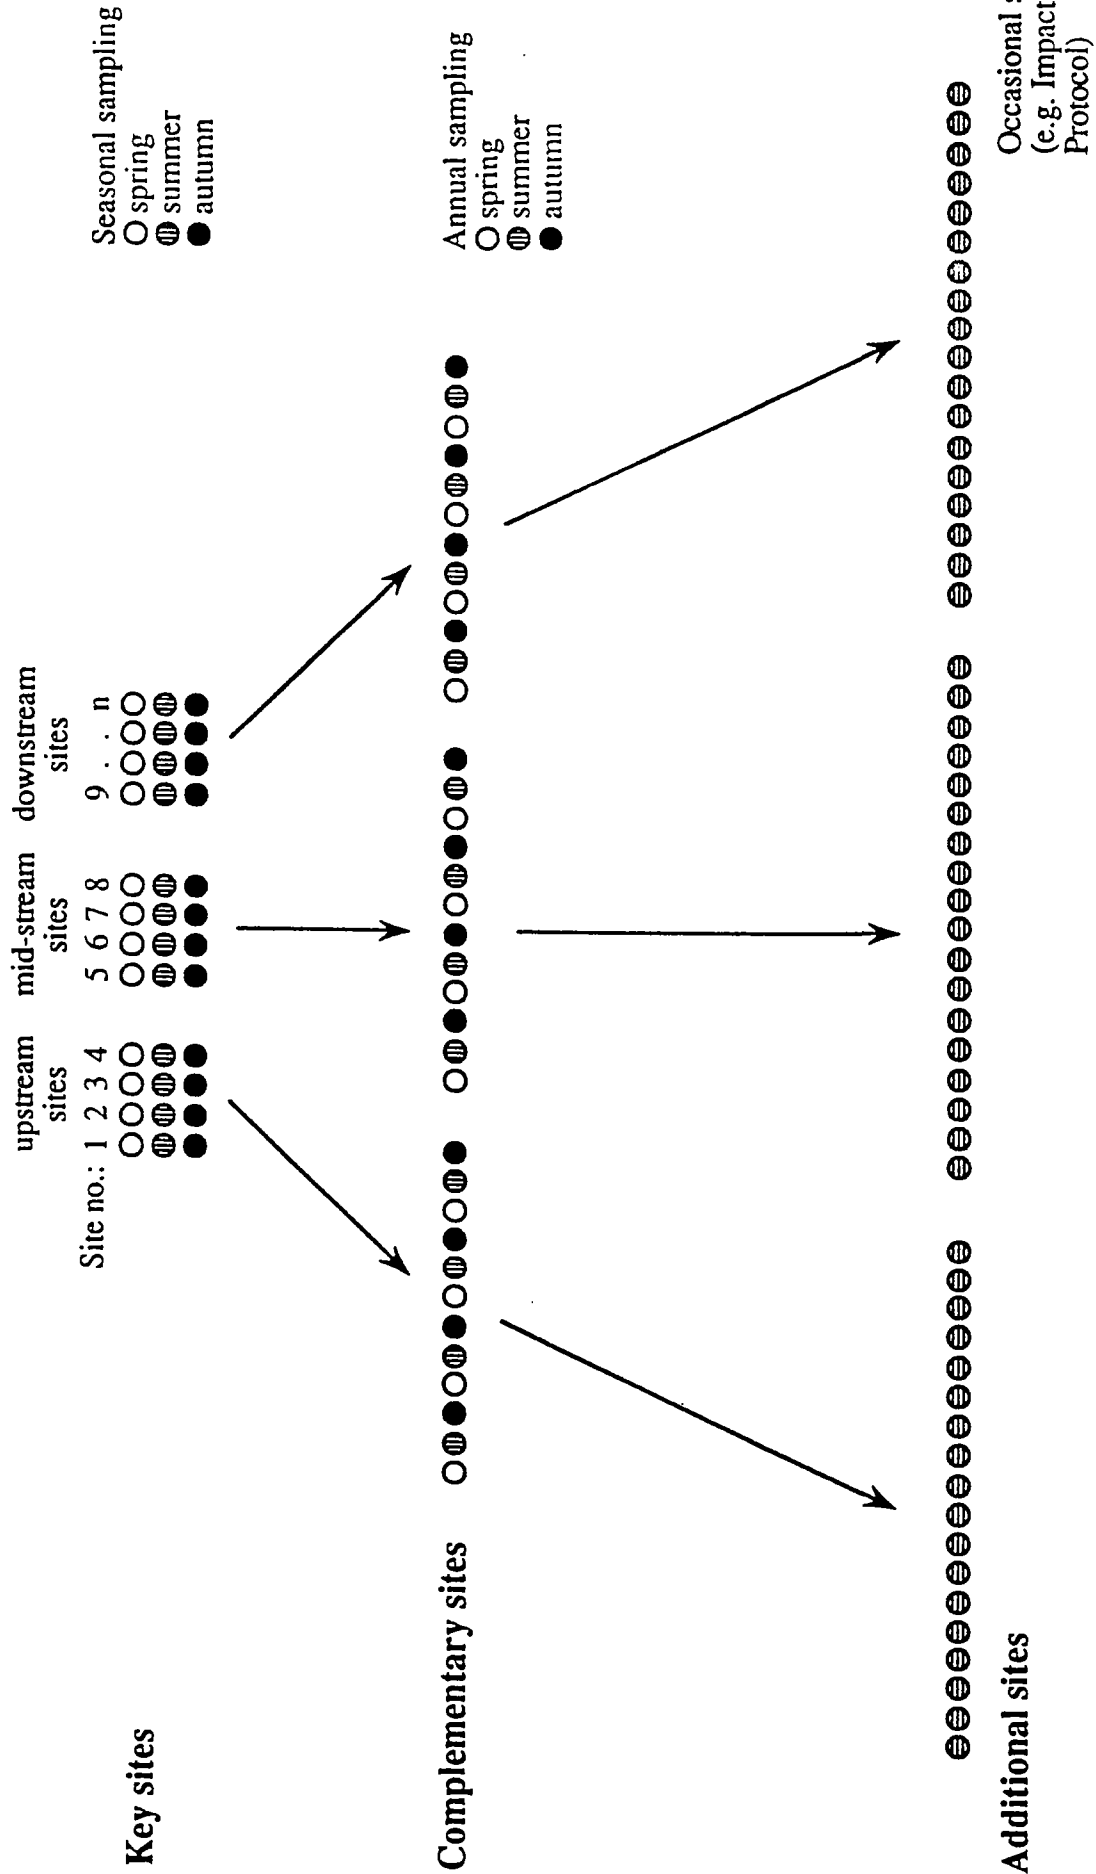 upstream
sites
mid-stream
sites
downstream
sites
Site no.: 1 2 3 4
5 6 7 8
9 . . n
Key sites
Seasonal sampling
spring
summer
autumn
Complementary sites
Annual sampling
spring
summer
autumn
Additional sites
Occasional
(e.g. Impact
Protocol)